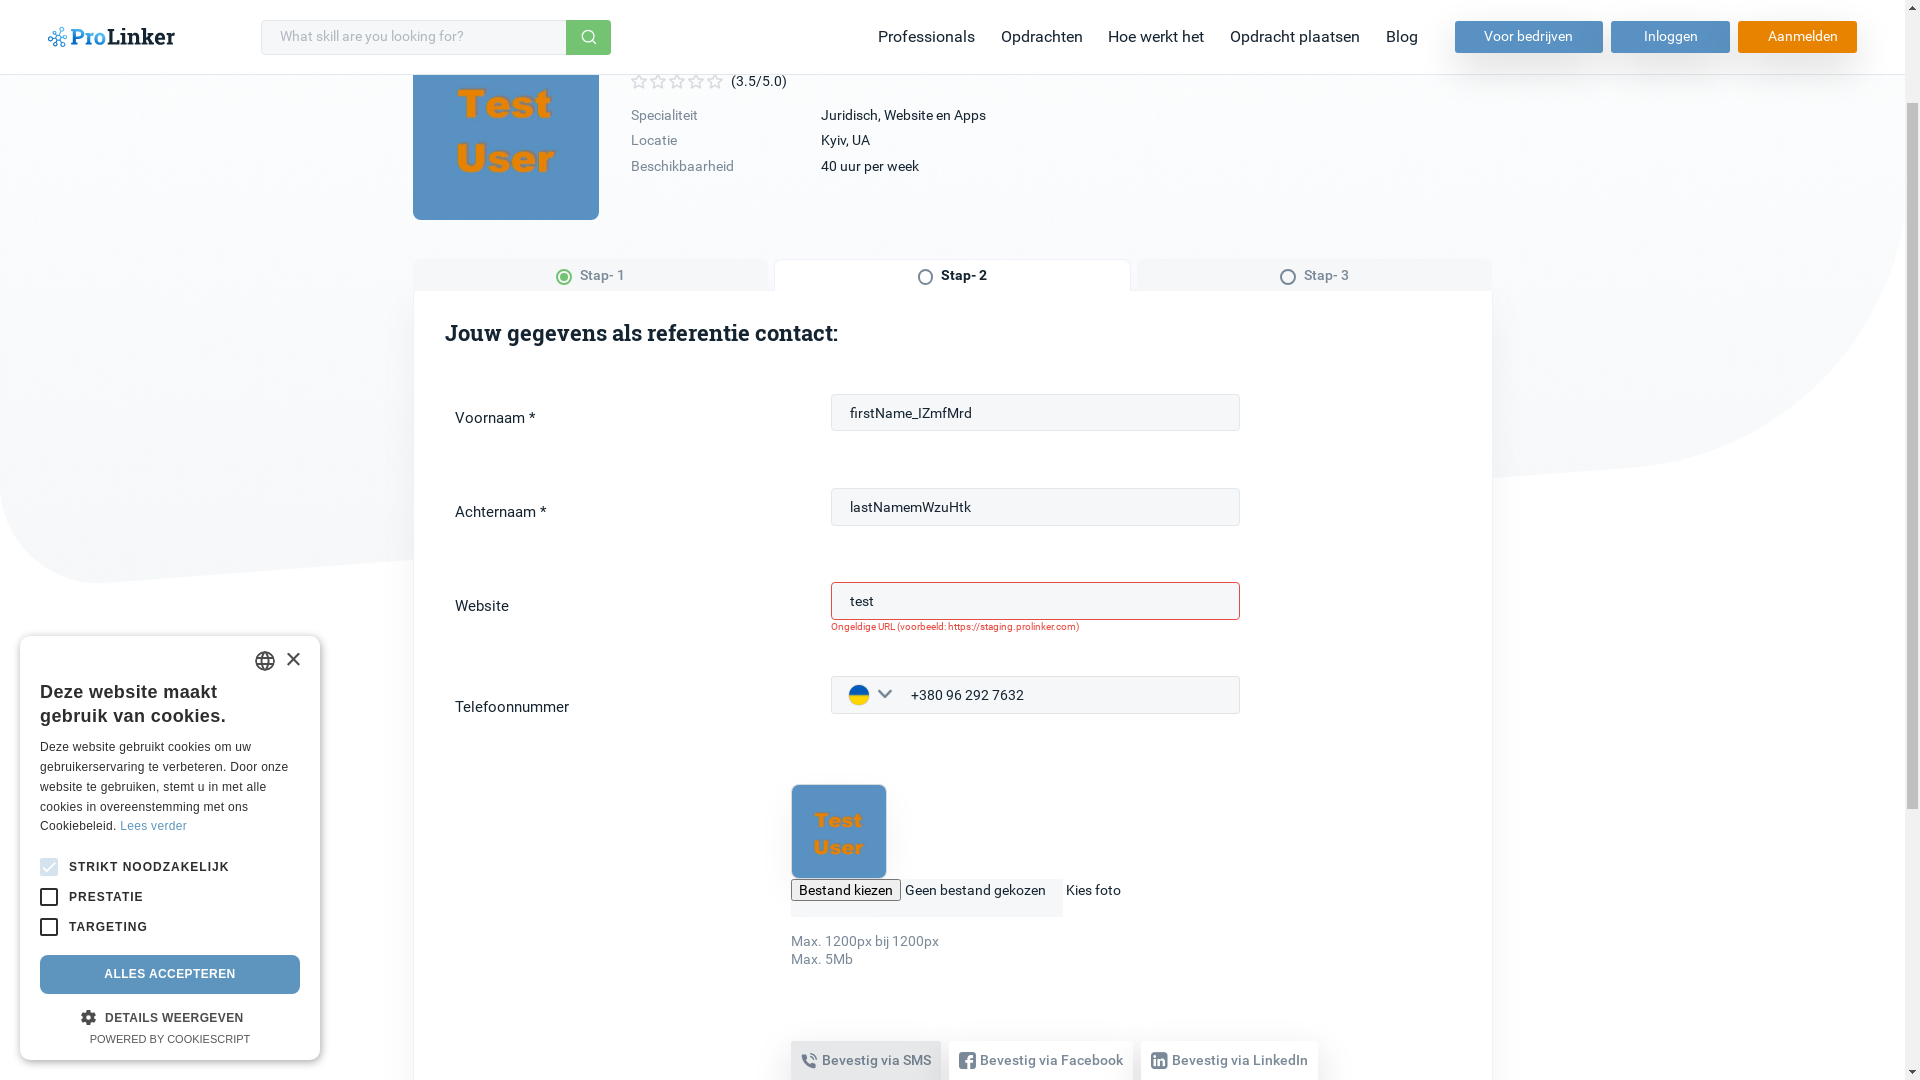 ProLinker
What skill are you looking for?
Professionals
Opdrachten
Hoe werkt het
Opdracht plaatsen
Blog
Voor bedrijven
Inloggen
Aanmelden
Test
User
(3.5/5.0)
Specialiteit Juridisch, Website en Apps
Locatie Kyiv, UA
Beschikbaarheid 40 uur per week
Stap- 1
Stap- 2
Stap- 3
Jouw gegevens als referentie contact:
Voornaam * firstName_IZmfMrd
Achternaam * lastNamemWzuHtk
Website test
Ongeldige URL (voorbeeld: https://staging.prolinker.com)
Telefoonnummer +380 96 292 7632
Test
User
Bestand kiezen Geen bestand gekozen Kies foto
Max. 1200px bij 1200px
Max. 5Mb
Bevestig via SMS
Bevestig via Facebook
Bevestig via LinkedIn
×
Deze website maakt
gebruik van cookies.
Deze website gebruikt cookies om uw
gebruikerservaring te verbeteren. Door onze
website te gebruiken, stemt u in met alle
cookies in overeenstemming met ons
Cookiebeleid. Lees verder
STRIKT NOODZAKELIJK
PRESTATIE
TARGETING
ALLES ACCEPTEREN
DETAILS WEERGEVEN
POWERED BY COOKIESCRIPT